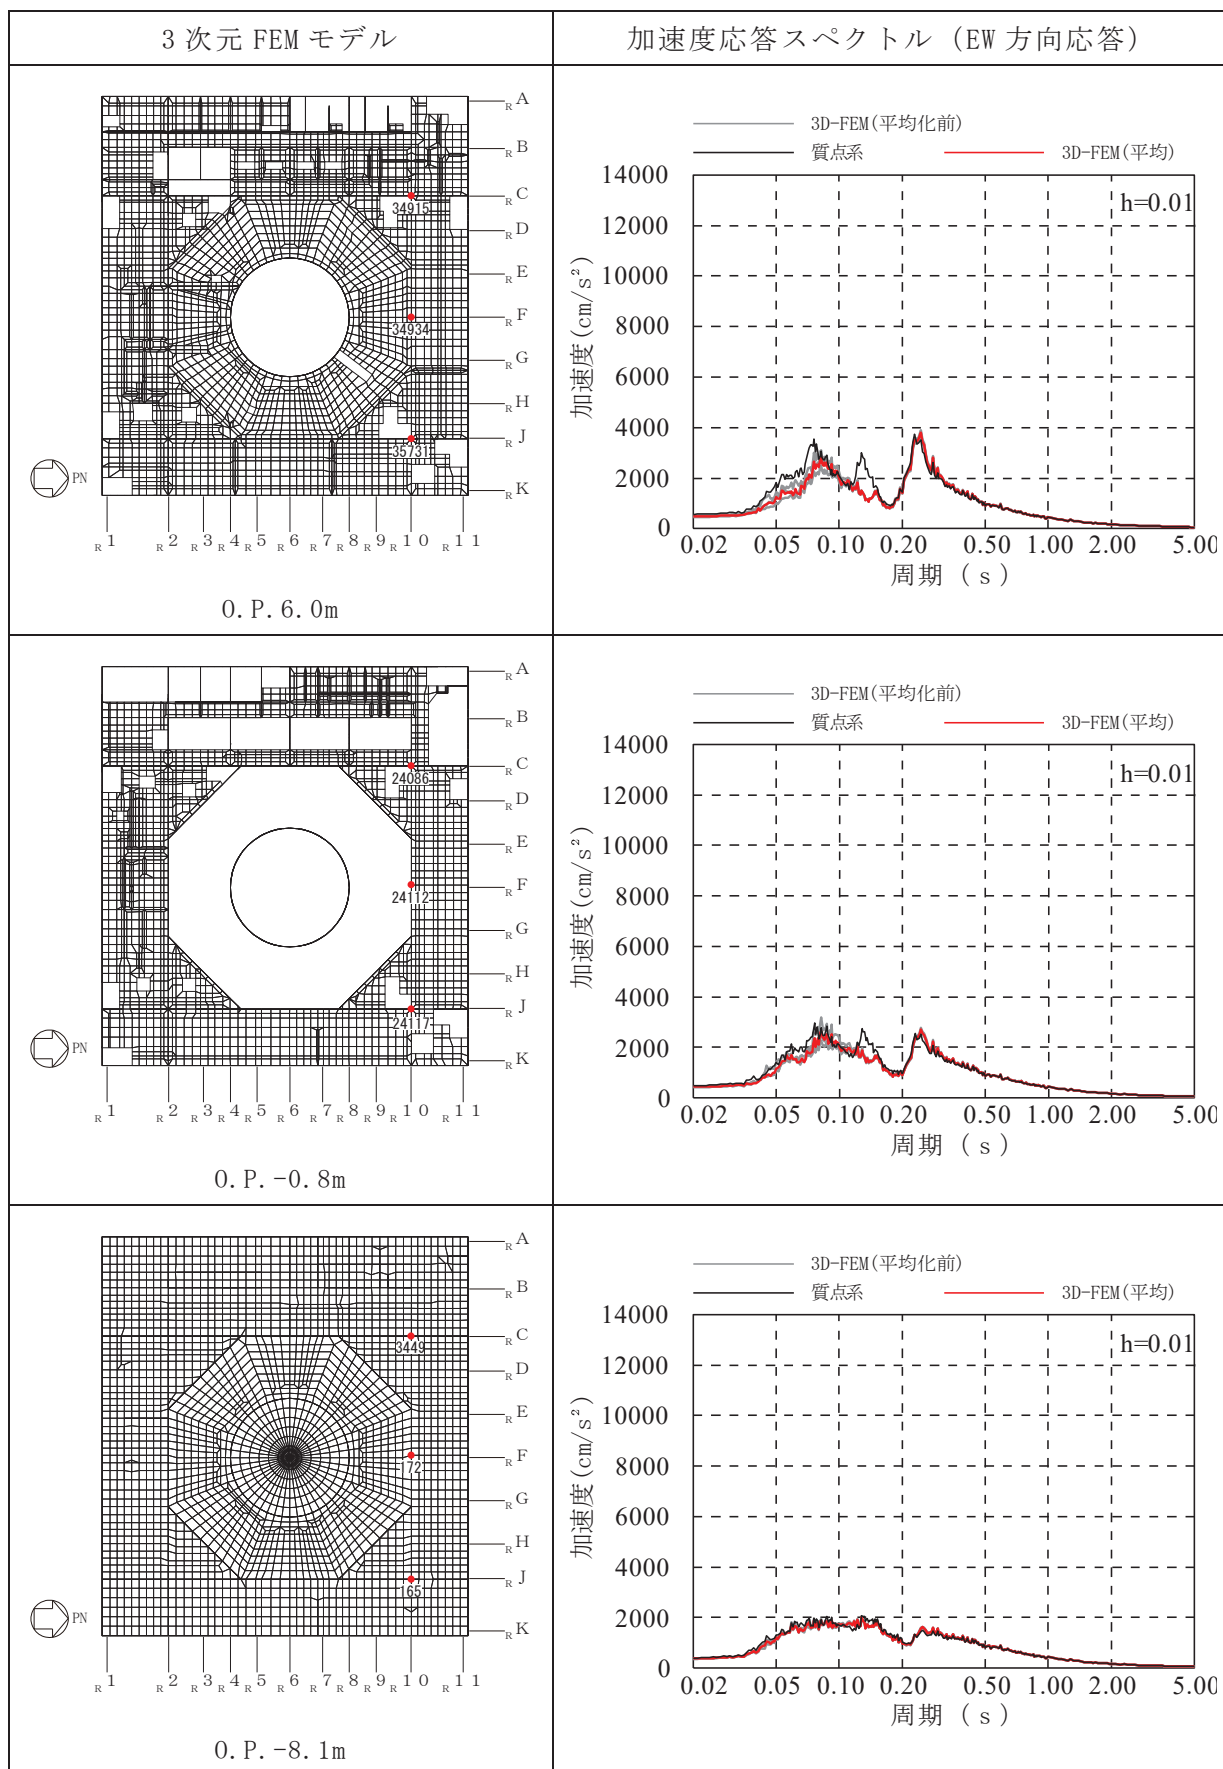 3次元 FEM モデル
加速度応答スペクトル（EW 方向応答）
RA
RB
RC
34915
RD
RE
RF
34934
RG
RH
RJ
35731
RK
PN
R1 R2 R3 R4 R5 R6 R7 R8 R9 R10 R11
O.P.6.0m
3D-FEM(平均化前)
質点系
3D-FEM(平均)
h=0.01
加速度(cm/s²)
14000
12000
10000
8000
6000
4000
2000
0
0.02 0.05 0.10 0.20 0.50 1.00 2.00 5.00
周期（s）
RA
RB
RC
24086
RD
RE
RF
24112
RG
RH
RJ
24117
RK
PN
R1 R2 R3 R4 R5 R6 R7 R8 R9 R10 R11
O.P.-0.8m
3D-FEM(平均化前)
質点系
3D-FEM(平均)
h=0.01
加速度(cm/s²)
14000
12000
10000
8000
6000
4000
2000
0
0.02 0.05 0.10 0.20 0.50 1.00 2.00 5.00
周期（s）
RA
RB
RC
3449
RD
RE
RF
172
RG
RH
RJ
165
RK
PN
R1 R2 R3 R4 R5 R6 R7 R8 R9 R10 R11
O.P.-8.1m
3D-FEM(平均化前)
質点系
3D-FEM(平均)
h=0.01
加速度(cm/s²)
14000
12000
10000
8000
6000
4000
2000
0
0.02 0.05 0.10 0.20 0.50 1.00 2.00 5.00
周期（s）